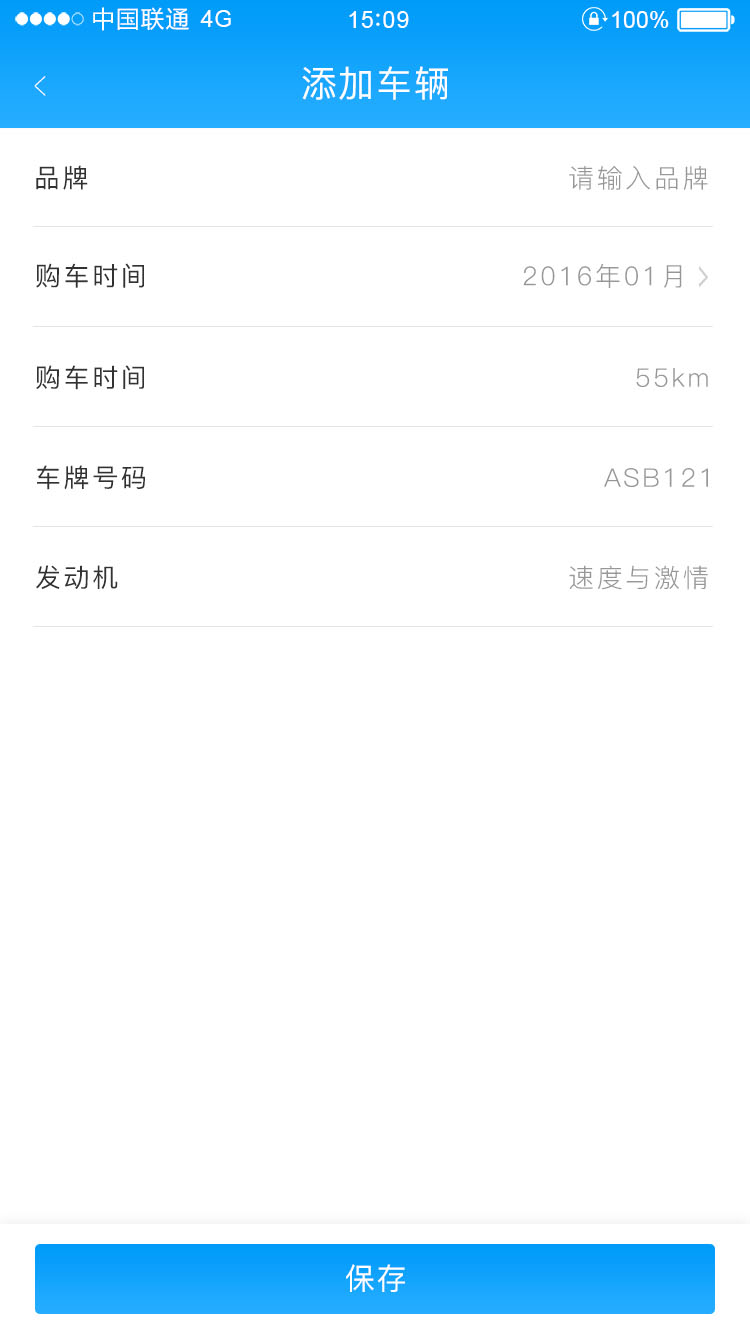 中国联通 4G 15:09 100%
添加车辆
品牌 请输入品牌
购车时间 2016年01月
购车时间 55km
车牌号码 ASB121
发动机 速度与激情
保存